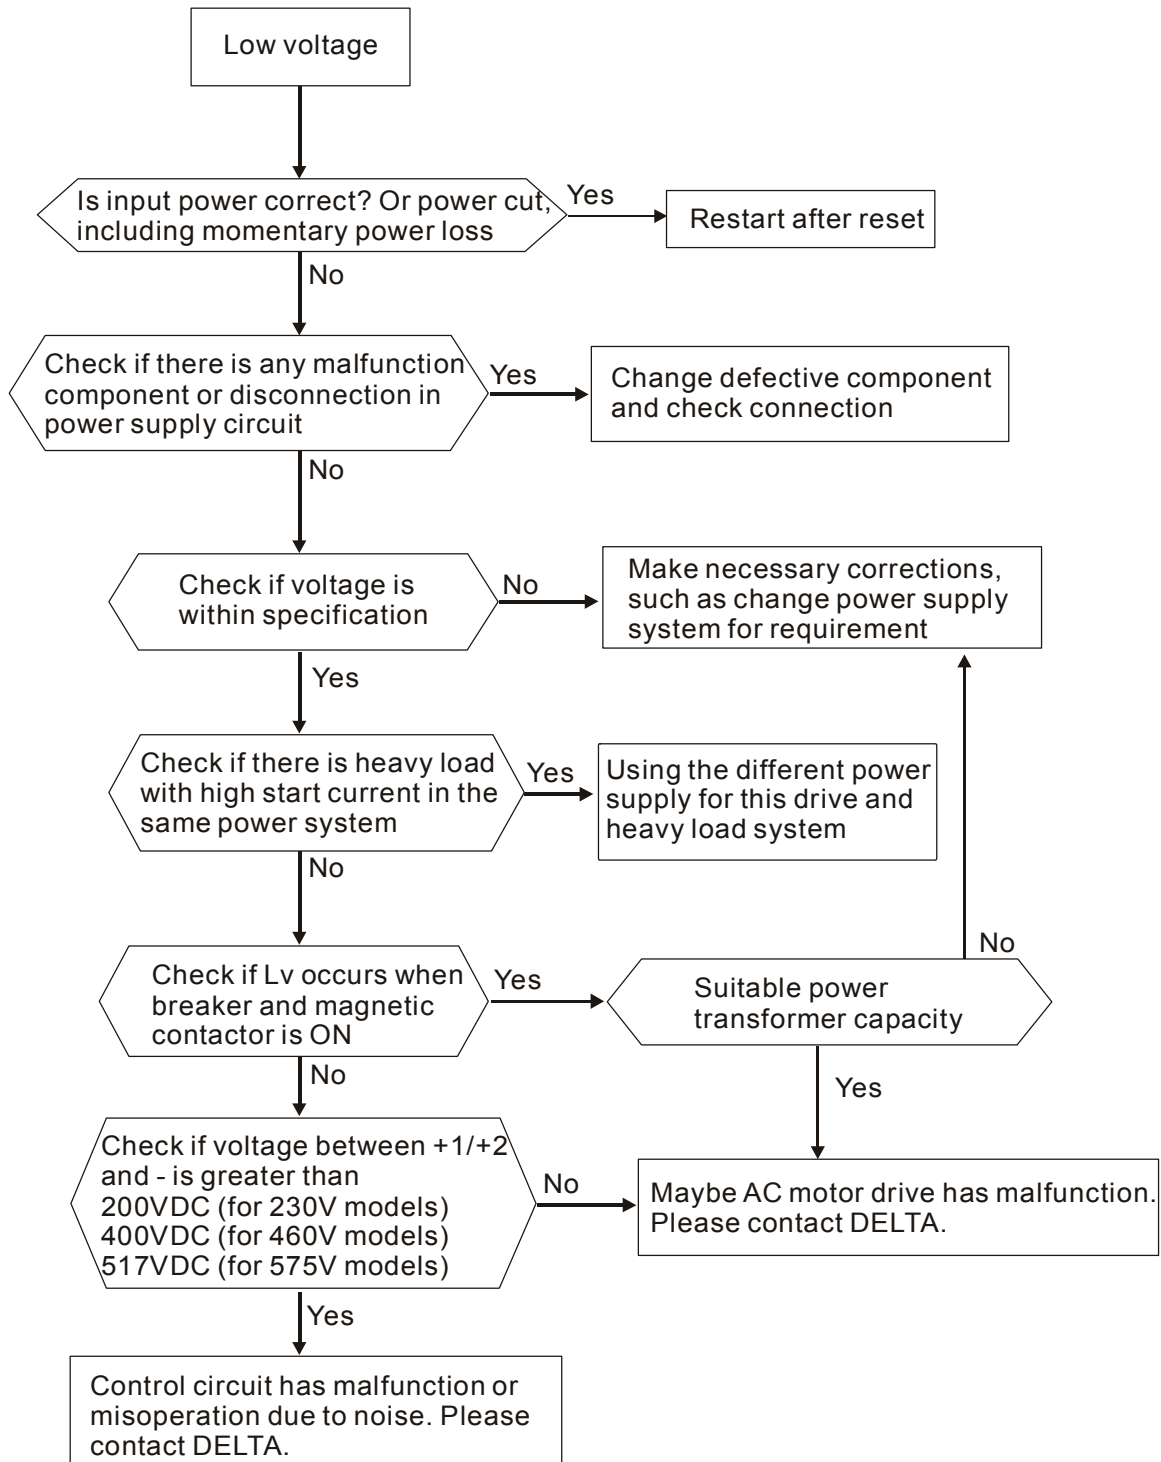 Low voltage
Is input power correct? Or power cut,
including momentary power loss
Yes
Restart after reset
No
Check if there is any malfunction
component or disconnection in
power supply circuit
Yes
Change defective component
and check connection
No
Check if voltage is
within specification
No
Make necessary corrections,
such as change power supply
system for requirement
Yes
Check if there is heavy load
with high start current in the
same power system
Yes
Using the different power
supply for this drive and
heavy load system
No
Check if Lv occurs when
breaker and magnetic
contactor is ON
Yes
Suitable power
transformer capacity
No
Yes
No
Check if voltage between +1/+2
and - is greater than
200VDC (for 230V models)
400VDC (for 460V models)
517VDC (for 575V models)
No
Maybe AC motor drive has malfunction.
Please contact DELTA.
Yes
Control circuit has malfunction or
misoperation due to noise. Please
contact DELTA.